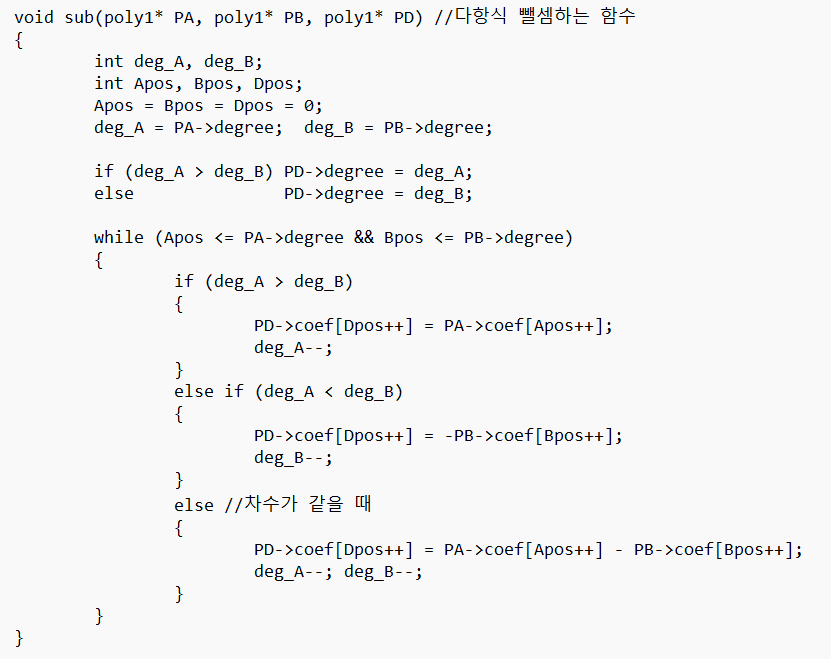 void sub(poly1* PA, poly1* PB, poly1* PD) //다항식 뺄셈하는 함수
{
        int deg_A, deg_B;
        int Apos, Bpos, Dpos;
        Apos = Bpos = Dpos = 0;
        deg_A = PA->degree;  deg_B = PB->degree;

        if (deg_A > deg_B) PD->degree = deg_A;
        else               PD->degree = deg_B;

        while (Apos <= PA->degree && Bpos <= PB->degree)
        {
                if (deg_A > deg_B)
                {
                        PD->coef[Dpos++] = PA->coef[Apos++];
                        deg_A--;
                }
                else if (deg_A < deg_B)
                {
                        PD->coef[Dpos++] = -PB->coef[Bpos++];
                        deg_B--;
                }
                else //차수가 같을 때
                {
                        PD->coef[Dpos++] = PA->coef[Apos++] - PB->coef[Bpos++];
                        deg_A--; deg_B--;
                }
        }
}